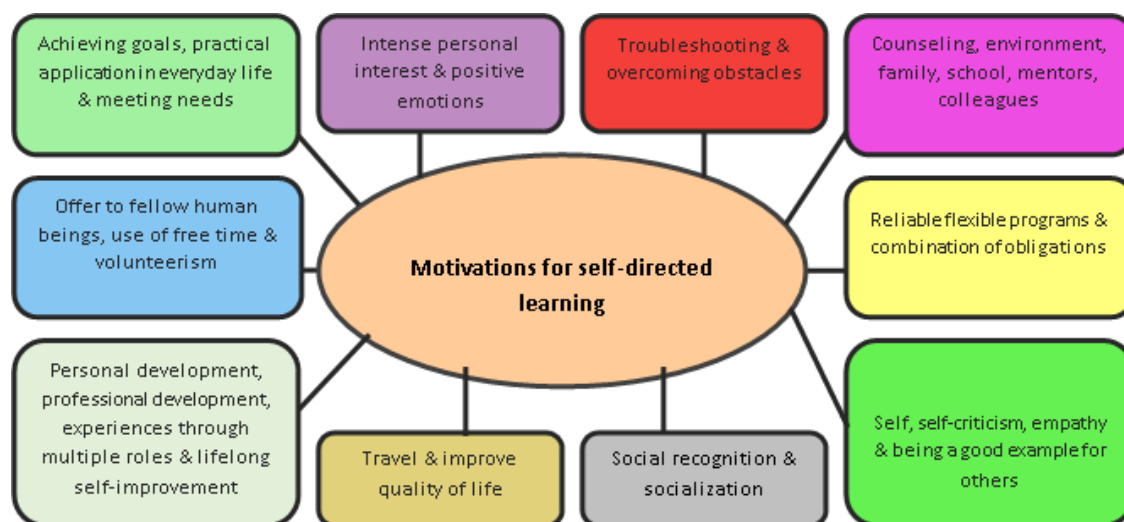 Achieving goals, practical
application in everyday life
& meeting needs
Intense personal
interest & positive
emotions
Troubleshooting &
overcoming obstacles
Counseling, environment,
family, school, mentors,
colleagues
Offer to fellow human
beings, use of free time &
volunteerism
Motivations for self-directed
learning
Reliable flexible programs &
combination of obligations
Personal development,
professional development,
experiences through
multiple roles & lifelong
self-improvement
Travel & improve
quality of life
Social recognition &
socialization
Self, self-criticism, empathy
& being a good example for
others